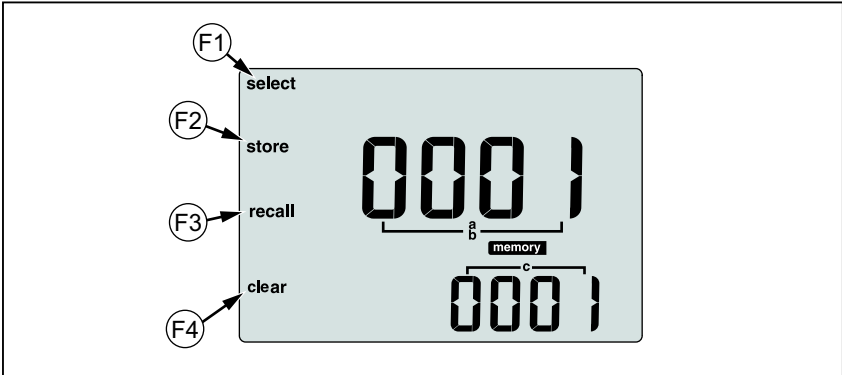 F1
select
F2
store
0001
F3
recall
a
b
memory
c
F4
clear
0001